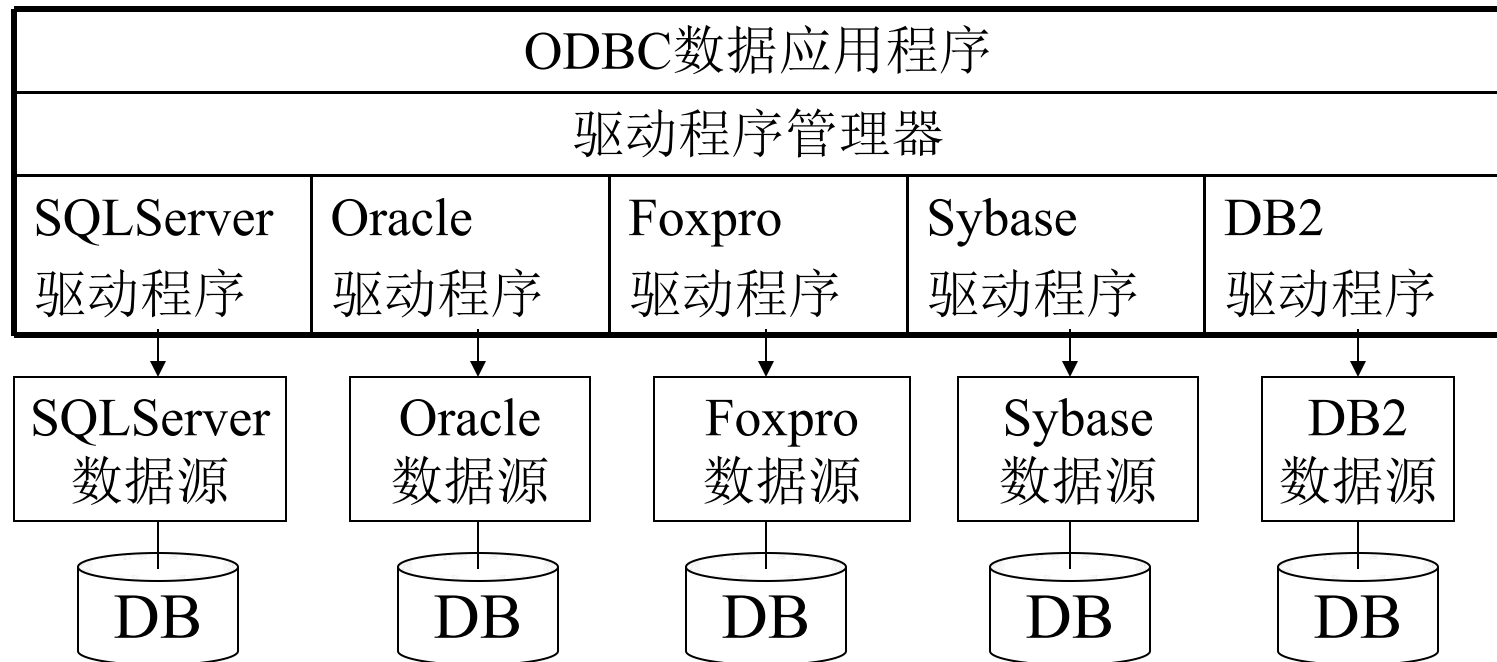 ODBC数据应用程序
驱动程序管理器
SQLServer
驱动程序
Oracle
驱动程序
Foxpro
驱动程序
Sybase
驱动程序
DB2
驱动程序
SQLServer
数据源
Oracle
数据源
Foxpro
数据源
Sybase
数据源
DB2
数据源
DB
DB
DB
DB
DB